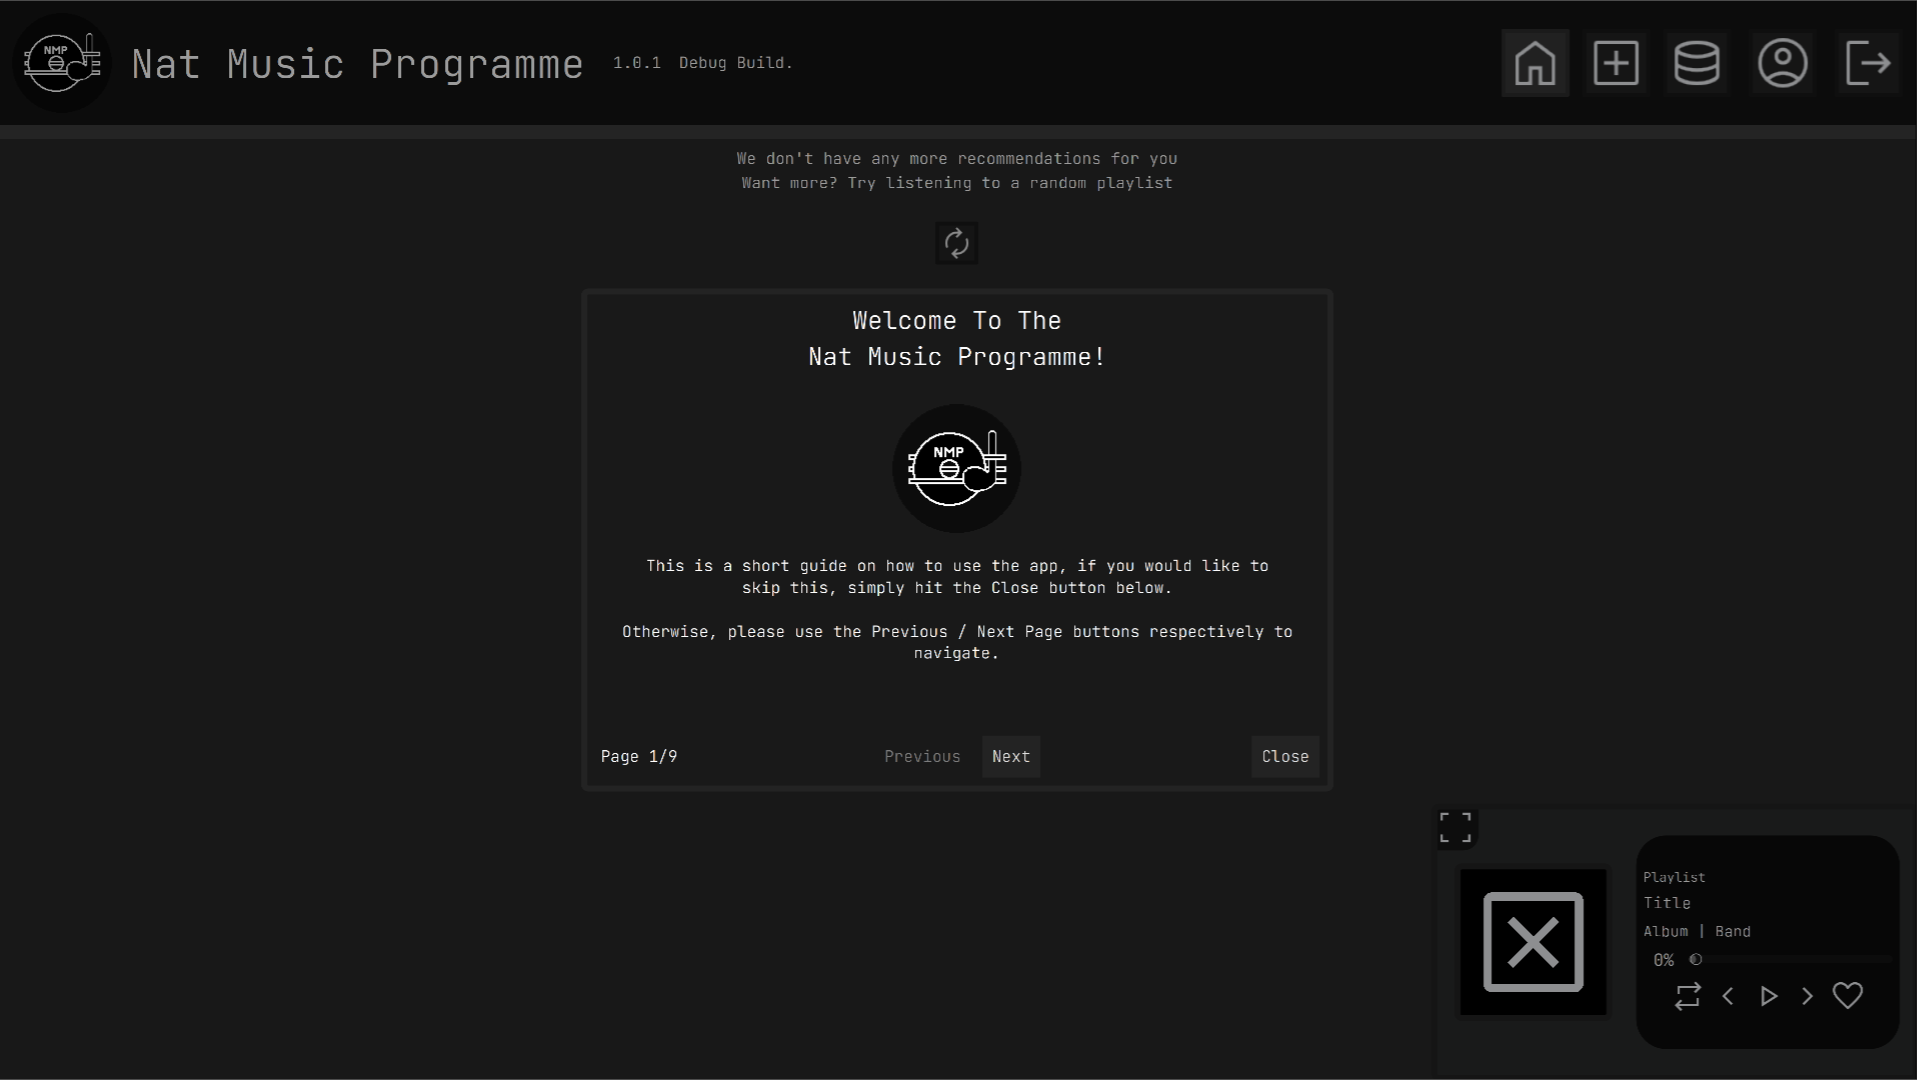 NMP
Nat Music Programme
1.0.1 Debug Build.
We don't have any more recommendations for you
Want more? Try listening to a random playlist
Welcome To The
Nat Music Programme!
NMP
This is a short guide on how to use the app, if you would like to
skip this, simply hit the Close button below.
Otherwise, please use the Previous / Next Page buttons respectively to
navigate.
Page 1/9
Previous
Next
Close
Playlist
Title
Album | Band
0%